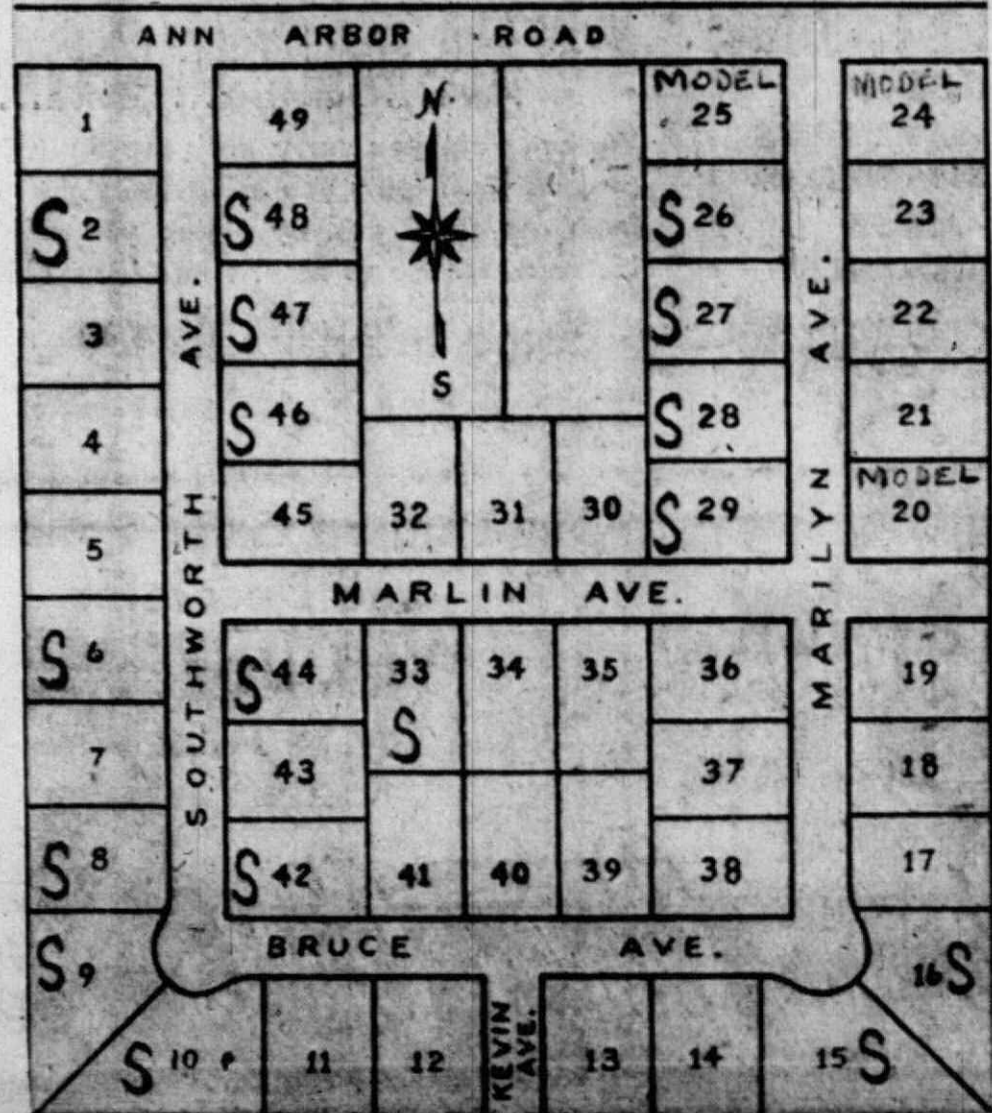 ANN ARBOR ROAD
1
49
N
MODEL
25
MODEL
24
S 2
S 48
S 26
23
3
S 47
S 27
22
4
S 46
S
S 28
21
5
45
32
31
30
S 29
MODEL
20
SOUTHWORTH AVE.
MARILYN AVE.
MARLIN AVE.
S 6
S 44
33
S
34
35
36
19
7
43
37
18
S 8
S 42
41
40
39
38
17
BRUCE AVE.
S 9
16 S
S 10
11
12
KEVIN
AVE.
13
14
15 S